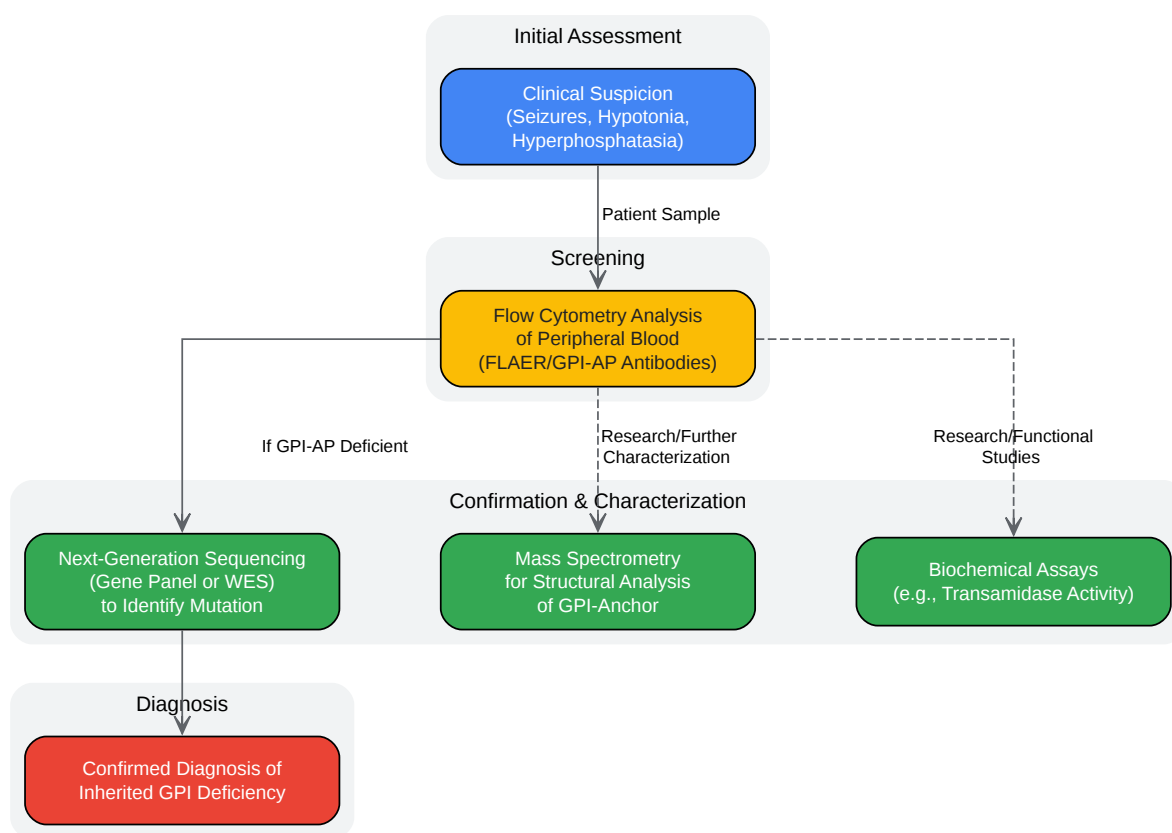 Initial Assessment
Clinical Suspicion
(Seizures, Hypotonia,
Hyperphosphatasia)
Patient Sample
Screening
Flow Cytometry Analysis
of Peripheral Blood
(FLAER/GPI-AP Antibodies)
If GPI-AP Deficient
Research/Further
Characterization
Research/Functional
Studies
Confirmation & Characterization
Next-Generation Sequencing
(Gene Panel or WES)
to Identify Mutation
Mass Spectrometry
for Structural Analysis
of GPI-Anchor
Biochemical Assays
(e.g., Transamidase Activity)
Diagnosis
Confirmed Diagnosis of
Inherited GPI Deficiency